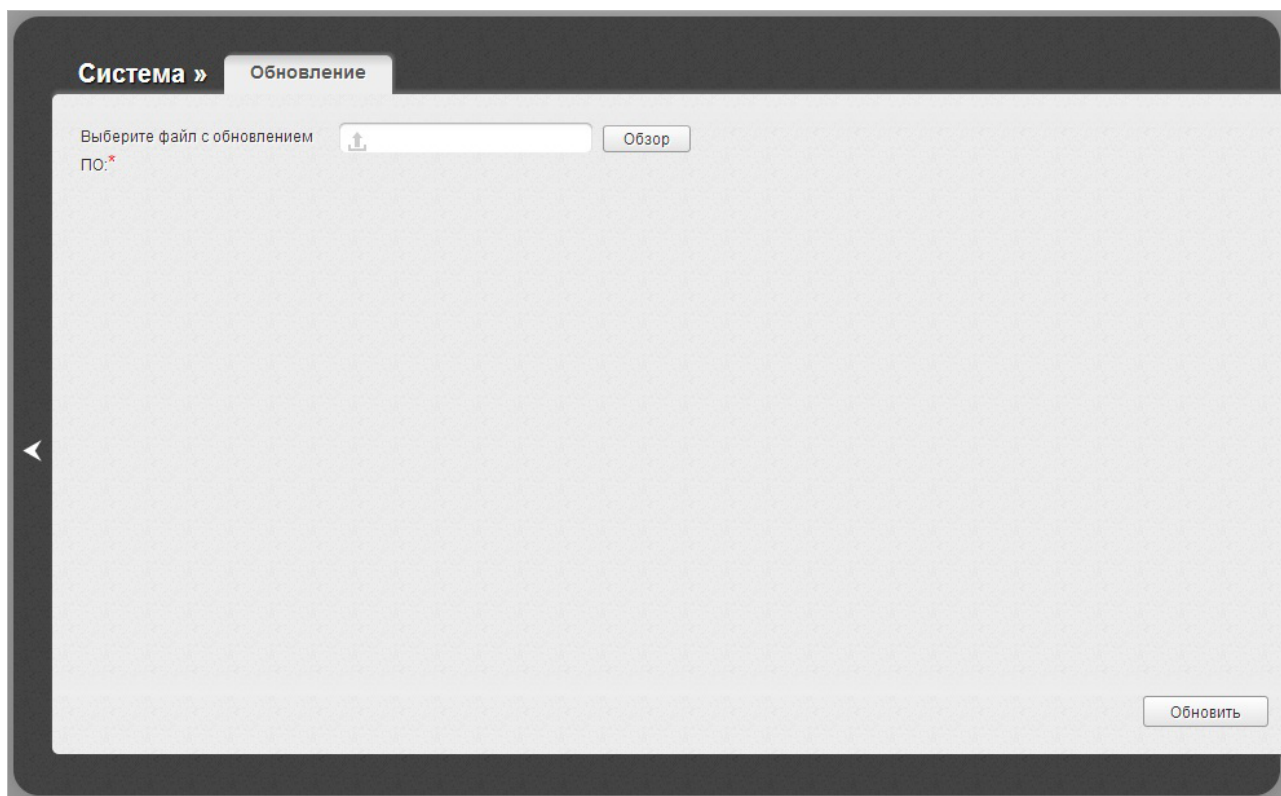 Система »
Обновление
Выберите файл с обновлением
ПО:*
Обзор
Обновить